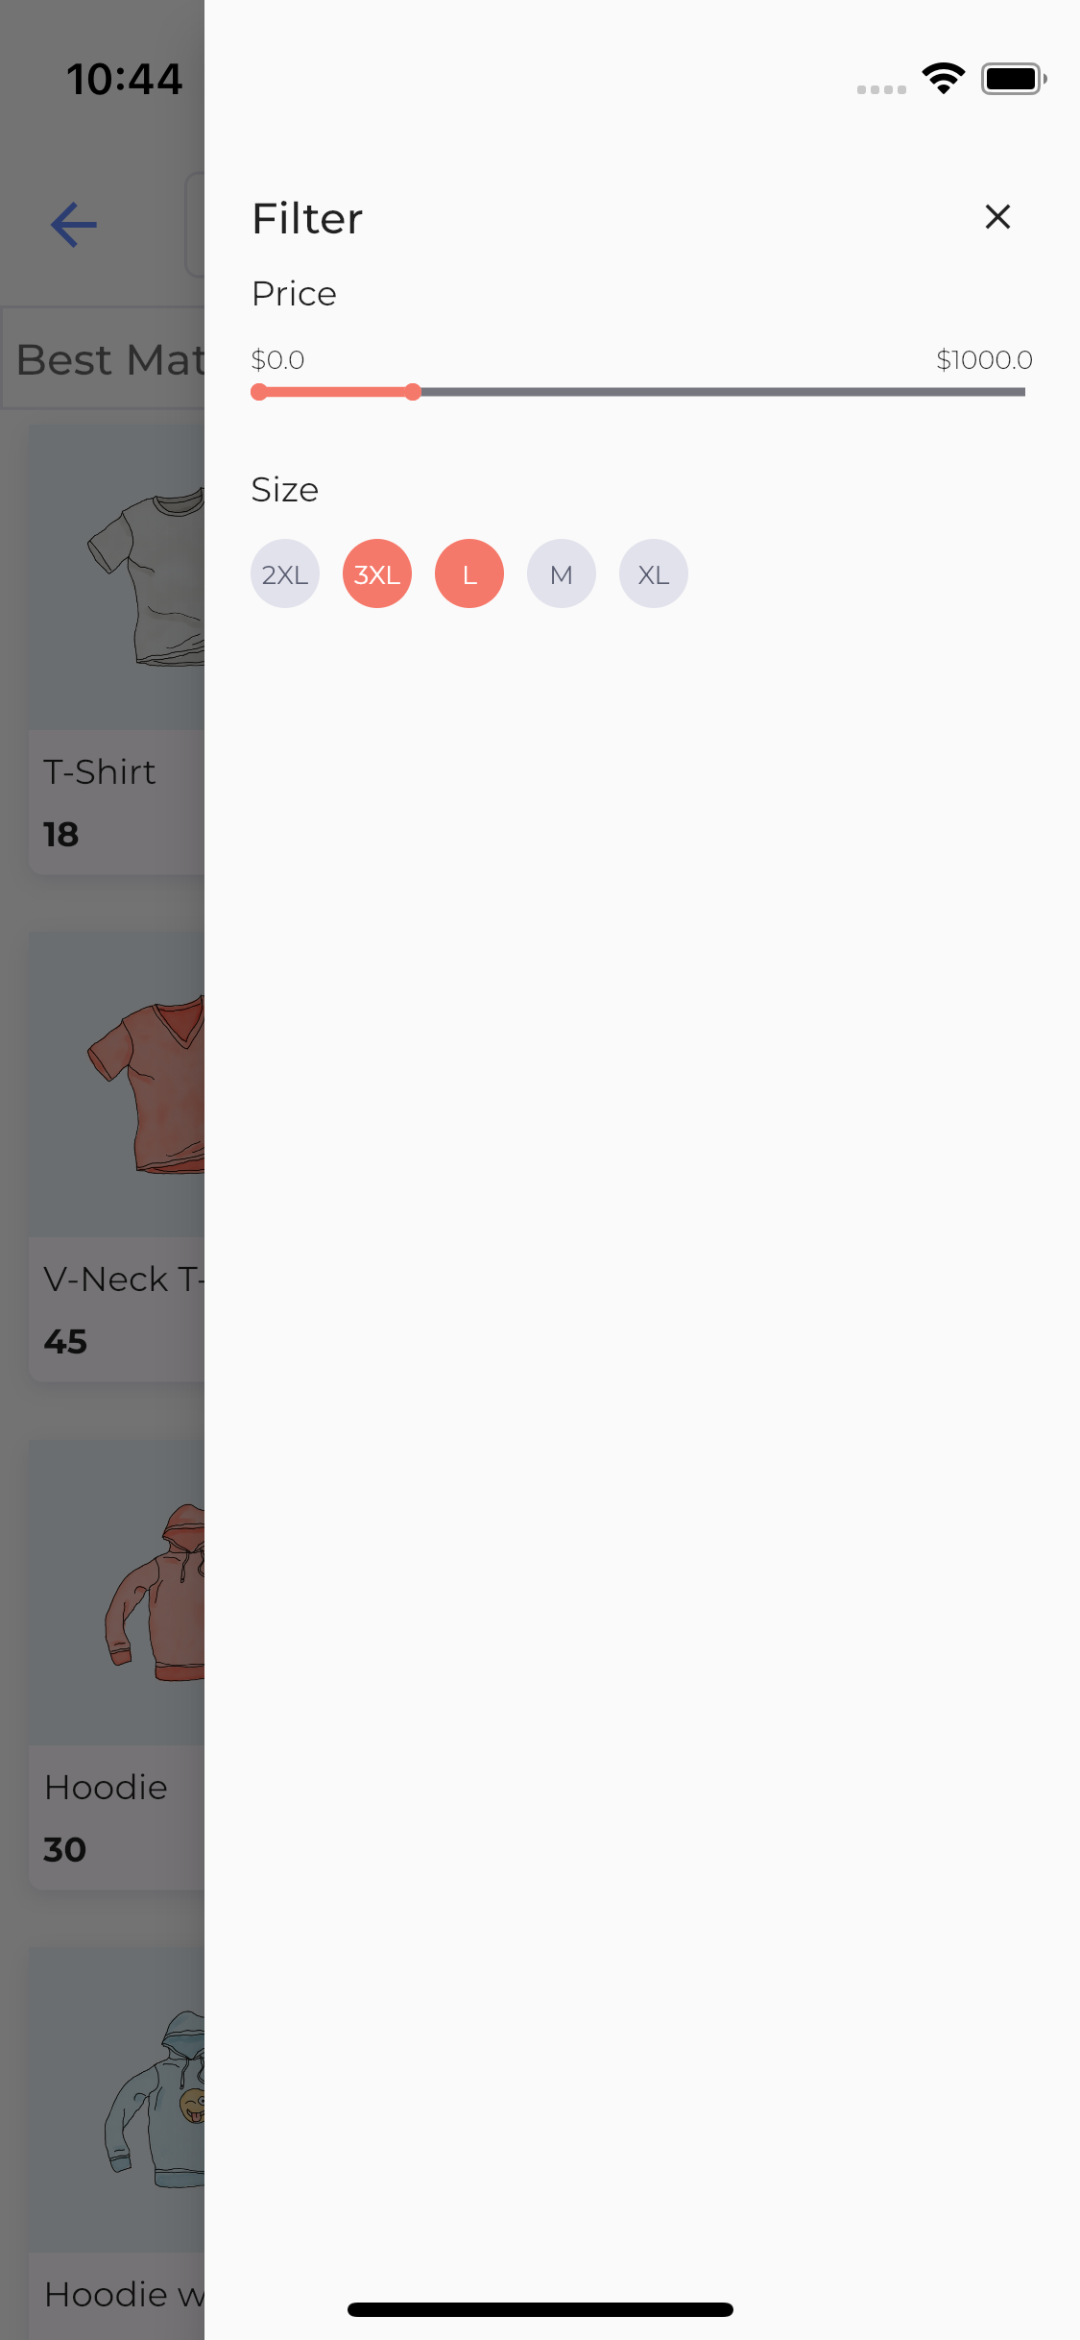 10:44
Filter
Price
$0.0 $1000.0
Size
2XL 3XL L M XL
Best Mat
T-Shirt
18
V-Neck T-
45
Hoodie
30
Hoodie w